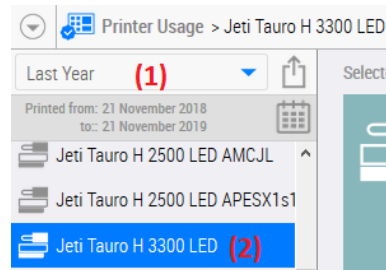 Printer Usage > Jeti Tauro H 3300 LED
Last Year (1)
Select
Printed from: 21 November 2018
to:: 21 November 2019
Jeti Tauro H 2500 LED AMCJL
Jeti Tauro H 2500 LED APESX1s1
Jeti Tauro H 3300 LED (2)